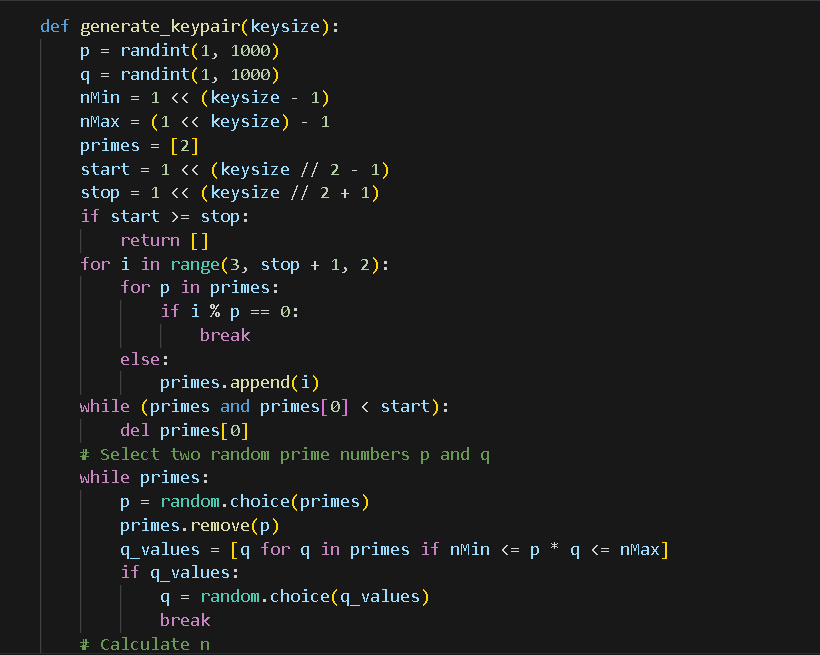 def generate_keypair(keysize):
    p = randint(1, 1000)
    q = randint(1, 1000)
    nMin = 1 << (keysize - 1)
    nMax = (1 << keysize) - 1
    primes = [2]
    start = 1 << (keysize // 2 - 1)
    stop = 1 << (keysize // 2 + 1)
    if start >= stop:
        return []
    for i in range(3, stop + 1, 2):
        for p in primes:
            if i % p == 0:
                break
        else:
            primes.append(i)
    while (primes and primes[0] < start):
        del primes[0]
    # Select two random prime numbers p and q
    while primes:
        p = random.choice(primes)
        primes.remove(p)
        q_values = [q for q in primes if nMin <= p * q <= nMax]
        if q_values:
            q = random.choice(q_values)
            break
    # Calculate n